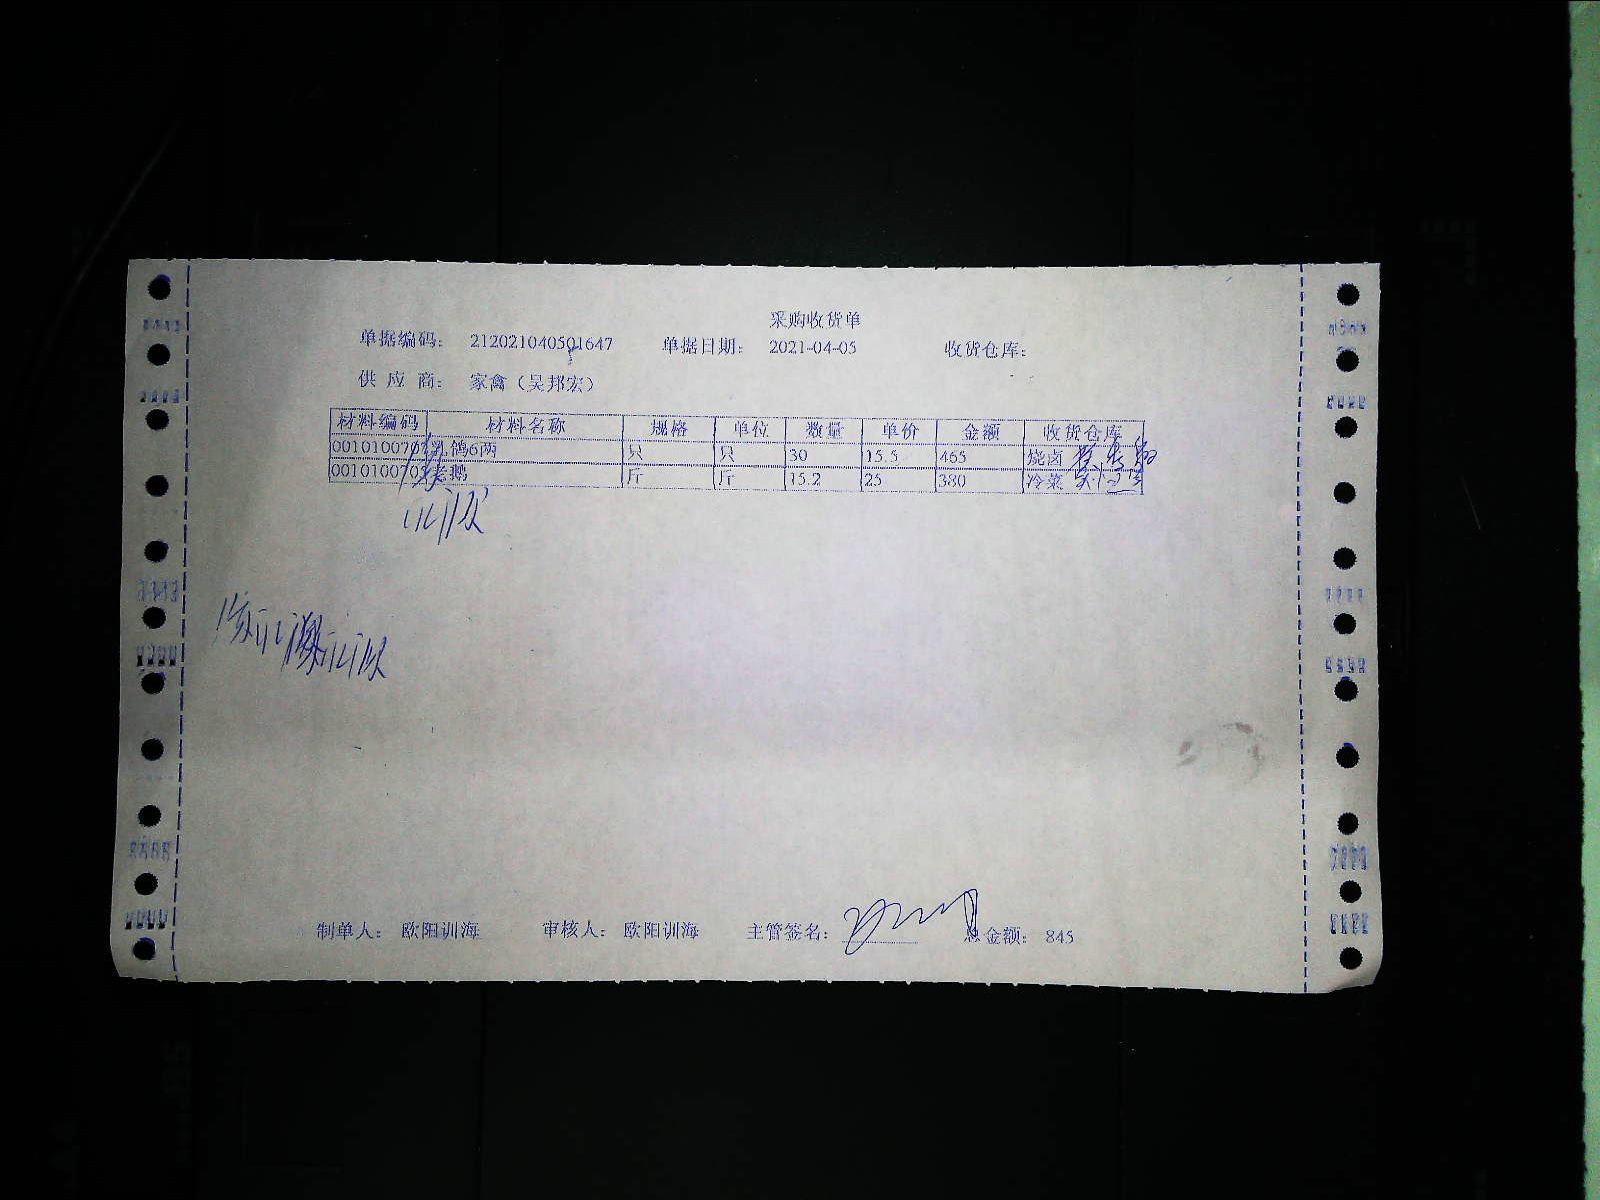 采购收货单
单据编码： 212021040501647 单据日期： 2021-04-05 收货仓库：
供 应 商： 家禽（吴邦宏）
材料编码 材料名称 规格 单位 数量 单价 金额 收货仓库
00101007 乳鸽6两 只 只 30 15.5 465 烧卤
00101007 老鹅 斤 斤 15.2 25 380 冷菜
制单人： 欧阳训海 审核人： 欧阳训海 主管签名： 总金额： 845